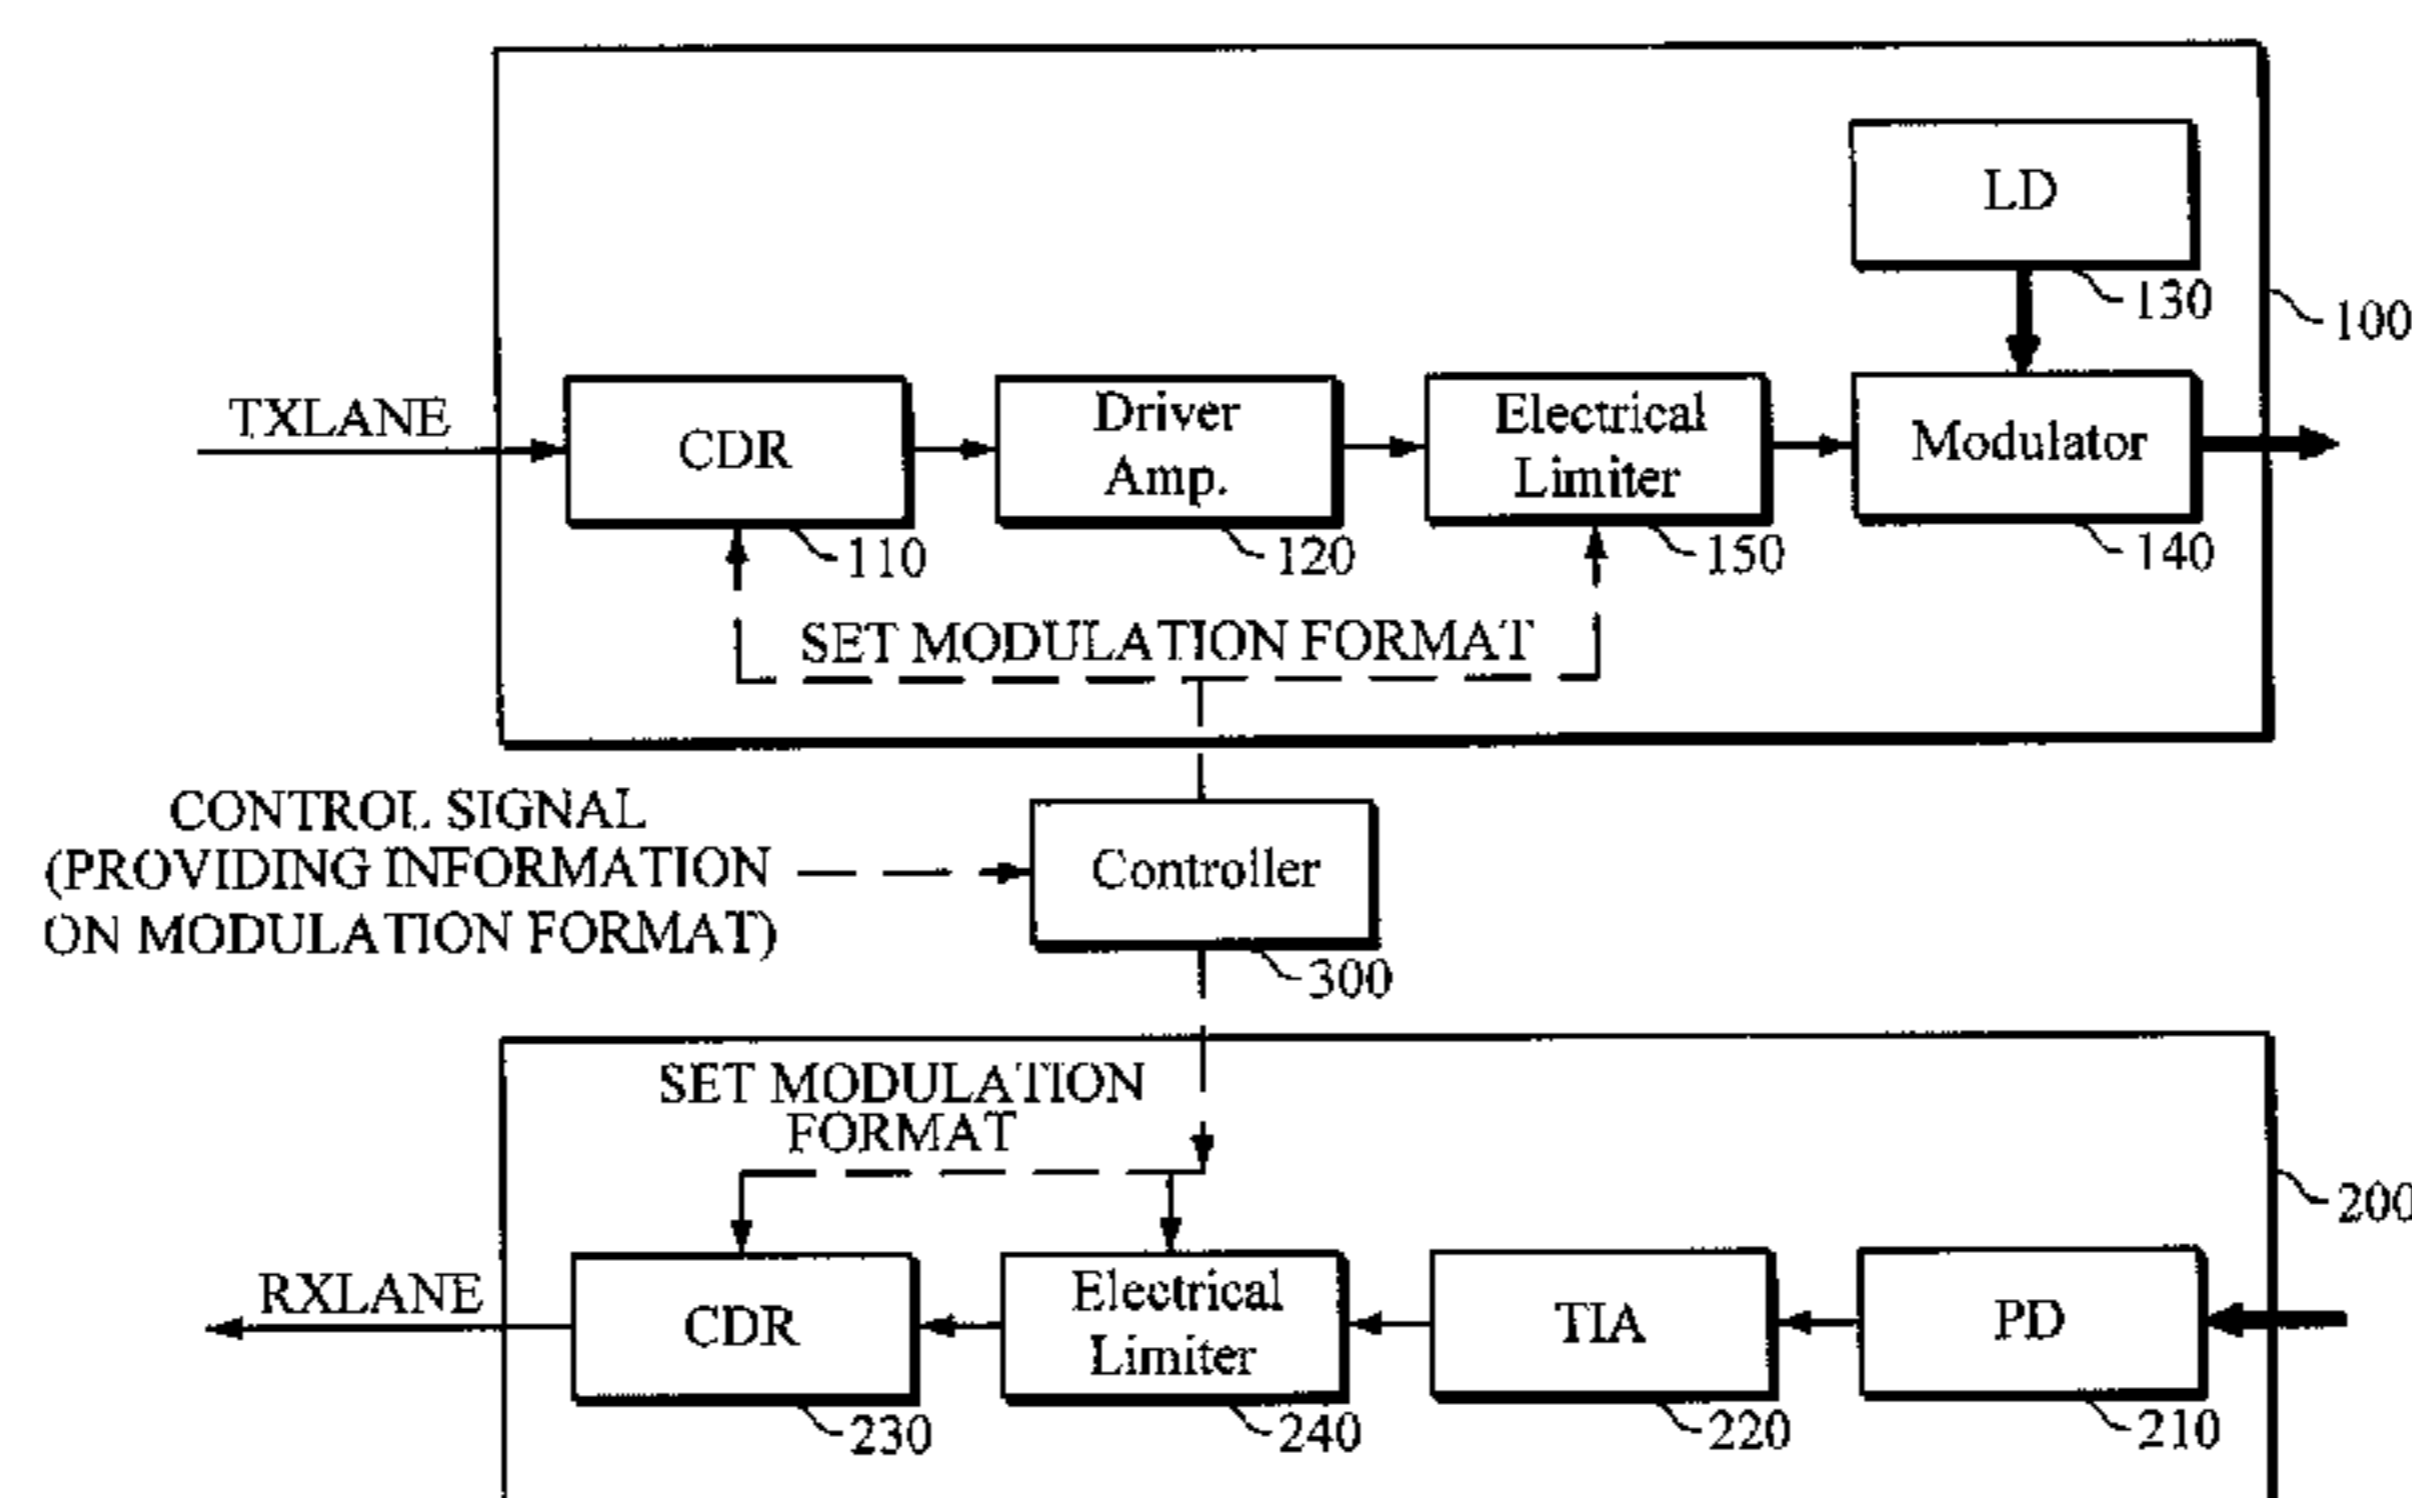 LD
130
100
TXLANE
CDR
Driver
Amp.
Electrical
Limiter
Modulator
110
120
150
140
SET MODULATION FORMAT
CONTROL SIGNAL
(PROVIDING INFORMATION
ON MODULATION FORMAT)
Controller
300
SET MODULATION
FORMAT
200
RXLANE
CDR
Electrical
Limiter
TIA
PD
230
240
220
210